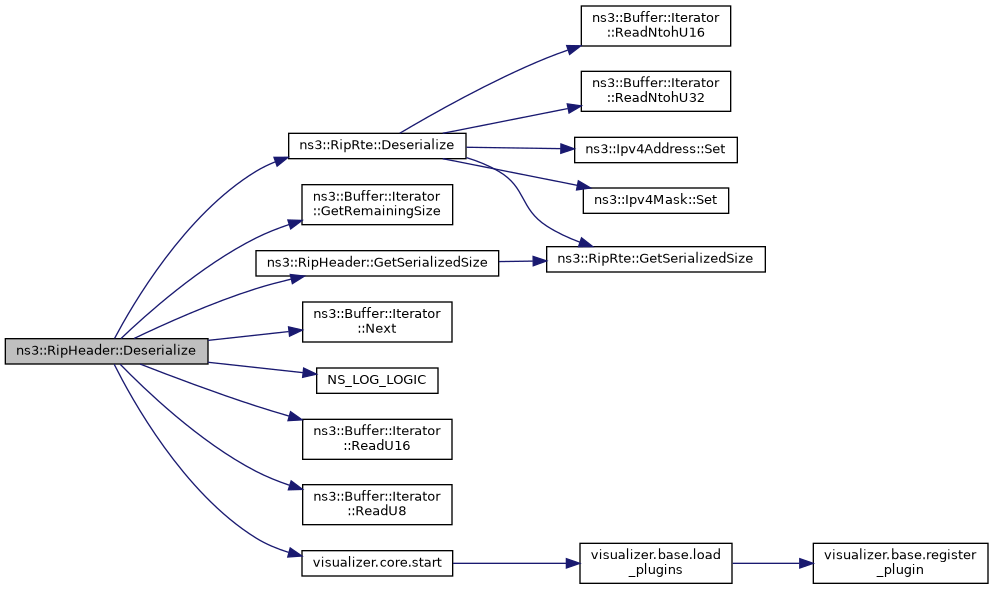 ns3::RipHeader::Deserialize
ns3::RipRte::Deserialize
ns3::Buffer::Iterator
::GetRemainingSize
ns3::RipHeader::GetSerializedSize
ns3::Buffer::Iterator
::Next
NS_LOG_LOGIC
ns3::Buffer::Iterator
::ReadU16
ns3::Buffer::Iterator
::ReadU8
visualizer.core.start
ns3::Buffer::Iterator
::ReadNtohU16
ns3::Buffer::Iterator
::ReadNtohU32
ns3::Ipv4Address::Set
ns3::Ipv4Mask::Set
ns3::RipRte::GetSerializedSize
visualizer.base.load
_plugins
visualizer.base.register
_plugin